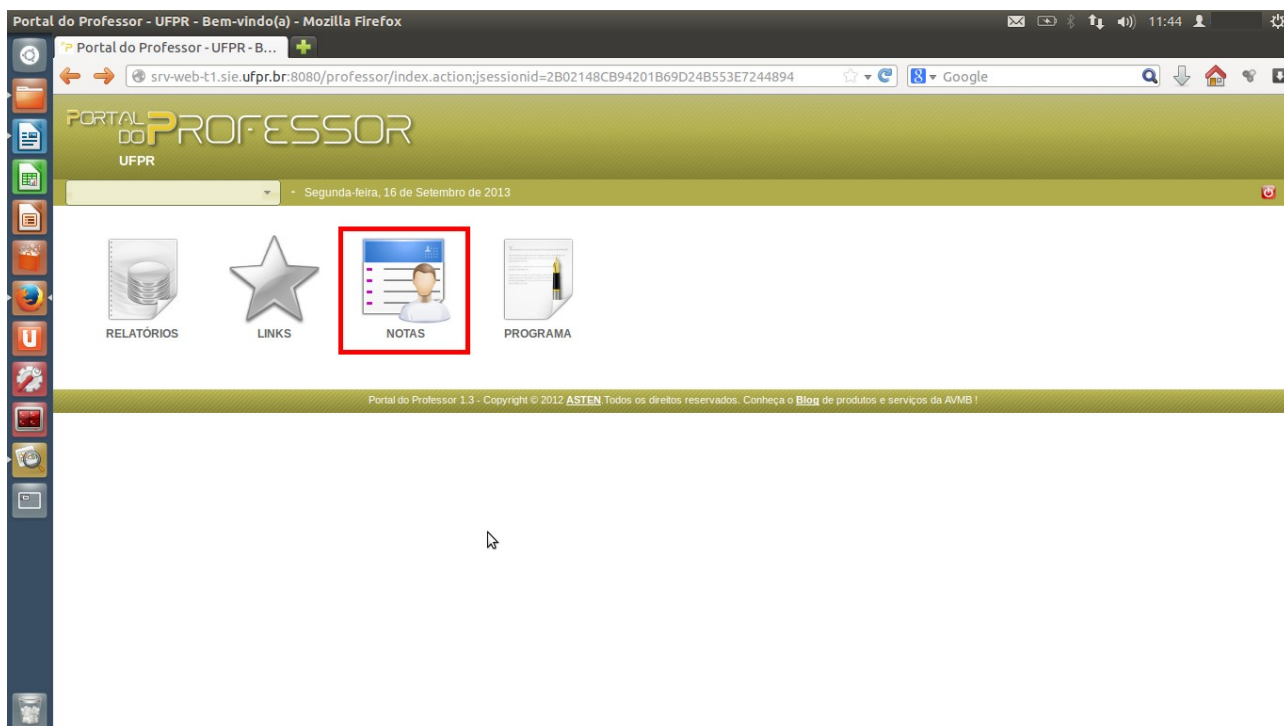 Portal do Professor - UFPR - Bem-vindo(a) - Mozilla Firefox
11:44
Portal do Professor - UFPR - B...
srv-web-t1.sie.ufpr.br:8080/professor/index.action;jsessionid=2B02148CB94201B69D24B553E7244894
Google
PORTAL DO PROFESSOR
UFPR
- Segunda-feira, 16 de Setembro de 2013
RELATÓRIOS LINKS NOTAS PROGRAMA
Portal do Professor 1.3 - Copyright © 2012 ASTEN.Todos os direitos reservados. Conheça o Blog de produtos e serviços da AVMB !